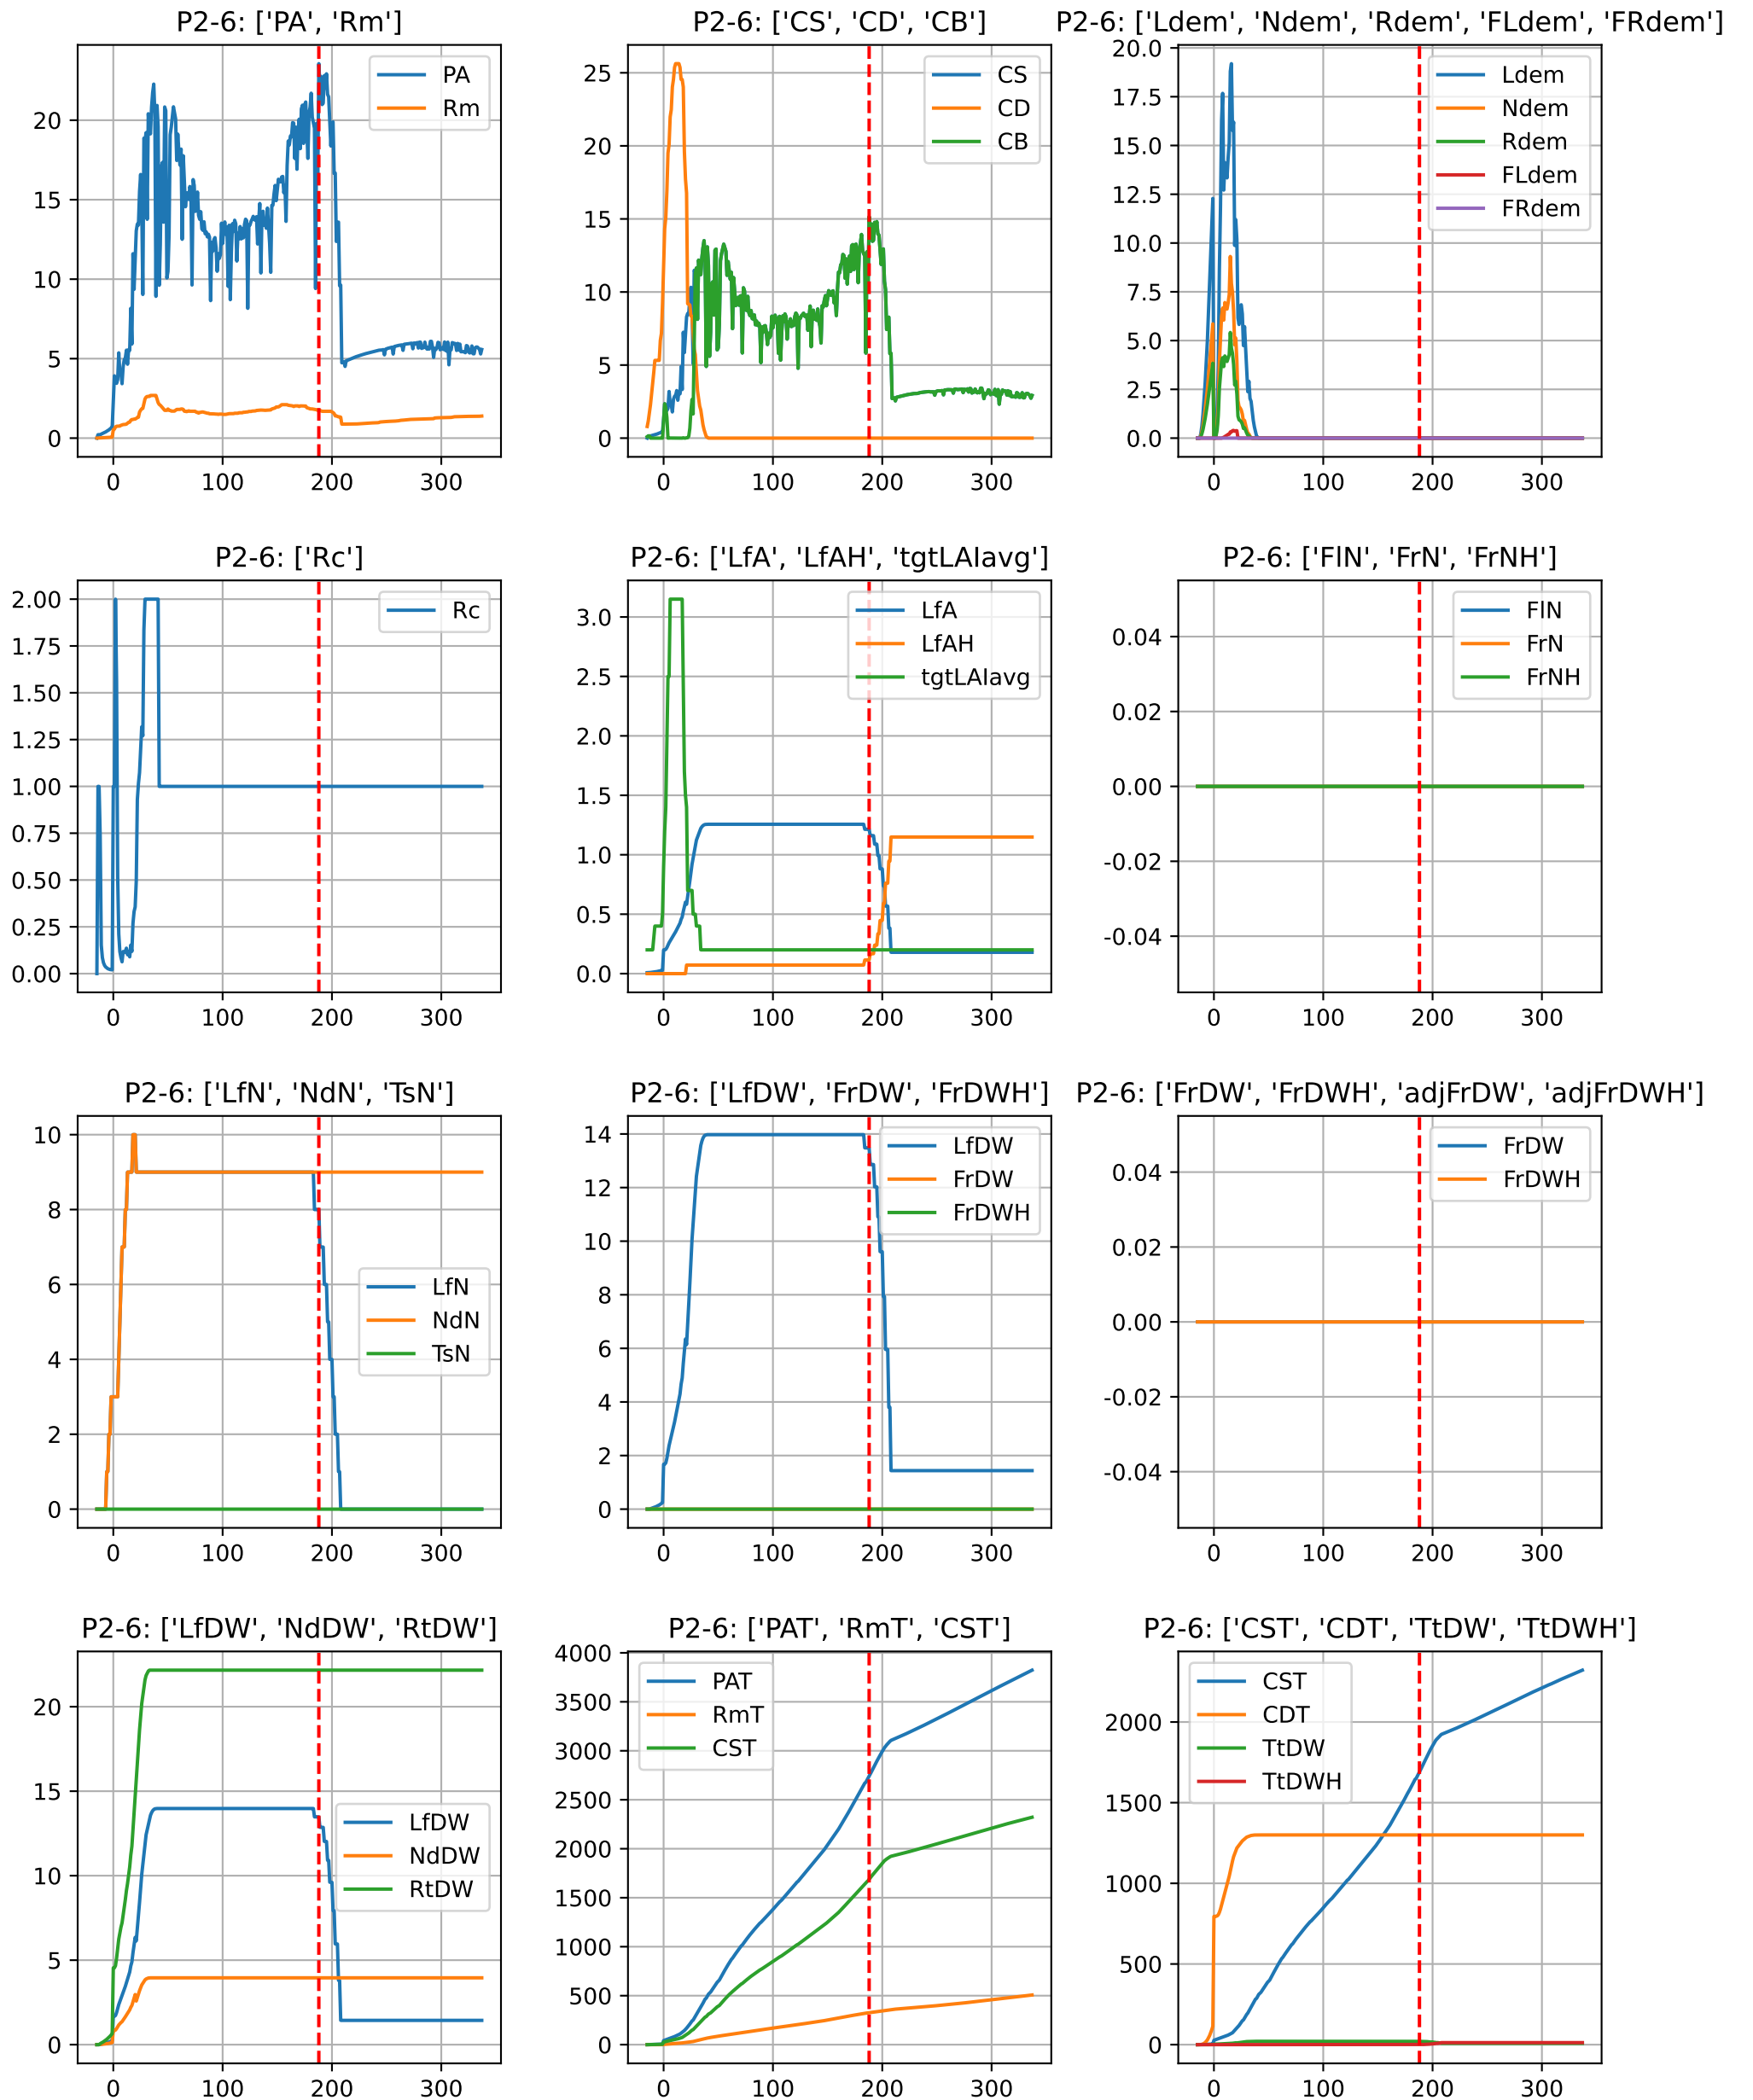 P2-6: ['PA', 'Rm']
PA
Rm
20
15
10
5
0
0 100 200 300
P2-6: ['CS', 'CD', 'CB']
CS
CD
CB
25
20
15
10
5
0
0 100 200 300
P2-6: ['Ldem', 'Ndem', 'Rdem', 'FLdem', 'FRdem']
Ldem
Ndem
Rdem
FLdem
FRdem
20.0
17.5
15.0
12.5
10.0
7.5
5.0
2.5
0.0
0 100 200 300
P2-6: ['Rc']
Rc
2.00
1.75
1.50
1.25
1.00
0.75
0.50
0.25
0.00
0 100 200 300
P2-6: ['LfA', 'LfAH', 'tgtLAIavg']
LfA
LfAH
tgtLAIavg
3.0
2.5
2.0
1.5
1.0
0.5
0.0
0 100 200 300
P2-6: ['FlN', 'FrN', 'FrNH']
FlN
FrN
FrNH
0.04
0.02
0.00
-0.02
-0.04
0 100 200 300
P2-6: ['LfN', 'NdN', 'TsN']
LfN
NdN
TsN
10
8
6
4
2
0
0 100 200 300
P2-6: ['LfDW', 'FrDW', 'FrDWH']
LfDW
FrDW
FrDWH
14
12
10
8
6
4
2
0
0 100 200 300
P2-6: ['FrDW', 'FrDWH', 'adjFrDW', 'adjFrDWH']
FrDW
FrDWH
0.04
0.02
0.00
-0.02
-0.04
0 100 200 300
P2-6: ['LfDW', 'NdDW', 'RtDW']
LfDW
NdDW
RtDW
20
15
10
5
0
0 100 200 300
P2-6: ['PAT', 'RmT', 'CST']
PAT
RmT
CST
4000
3500
3000
2500
2000
1500
1000
500
0
0 100 200 300
P2-6: ['CST', 'CDT', 'TtDW', 'TtDWH']
CST
CDT
TtDW
TtDWH
2000
1500
1000
500
0
0 100 200 300